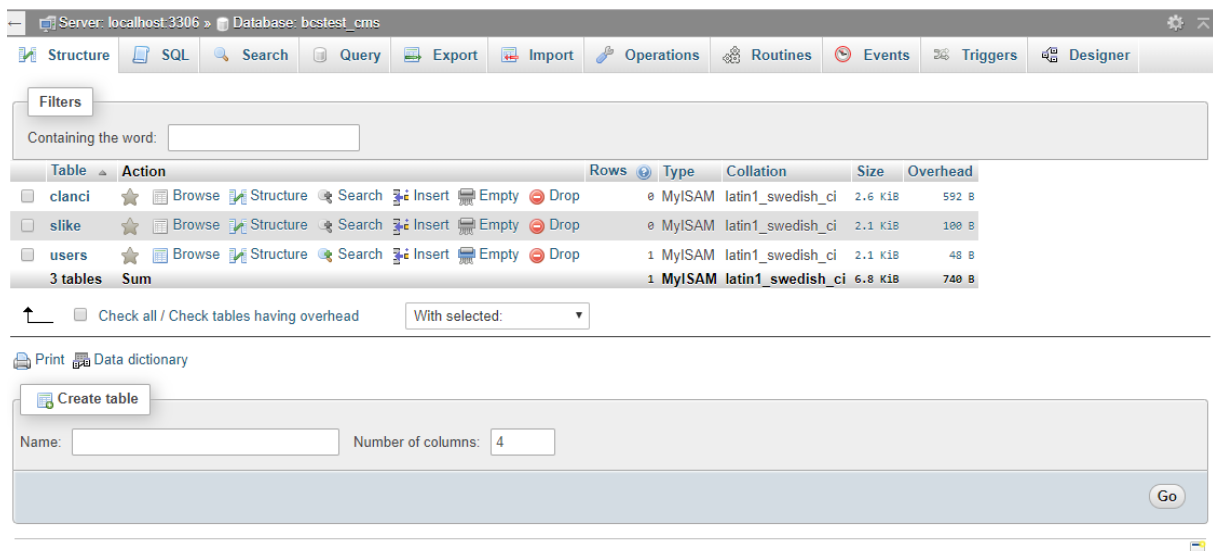 Server: localhost:3306 » Database: bcstest_cms
Structure SQL Search Query Export Import Operations Routines Events Triggers Designer
Filters
Containing the word:
Table Action Rows Type Collation Size Overhead
clanci Browse Structure Search Insert Empty Drop 0 MyISAM latin1_swedish_ci 2.6 KiB 592 B
slike Browse Structure Search Insert Empty Drop 0 MyISAM latin1_swedish_ci 2.1 KiB 100 B
users Browse Structure Search Insert Empty Drop 1 MyISAM latin1_swedish_ci 2.1 KiB 48 B
3 tables Sum 1 MyISAM latin1_swedish_ci 6.8 KiB 740 B
Check all / Check tables having overhead With selected:
Print Data dictionary
Create table
Name: Number of columns: 4
Go